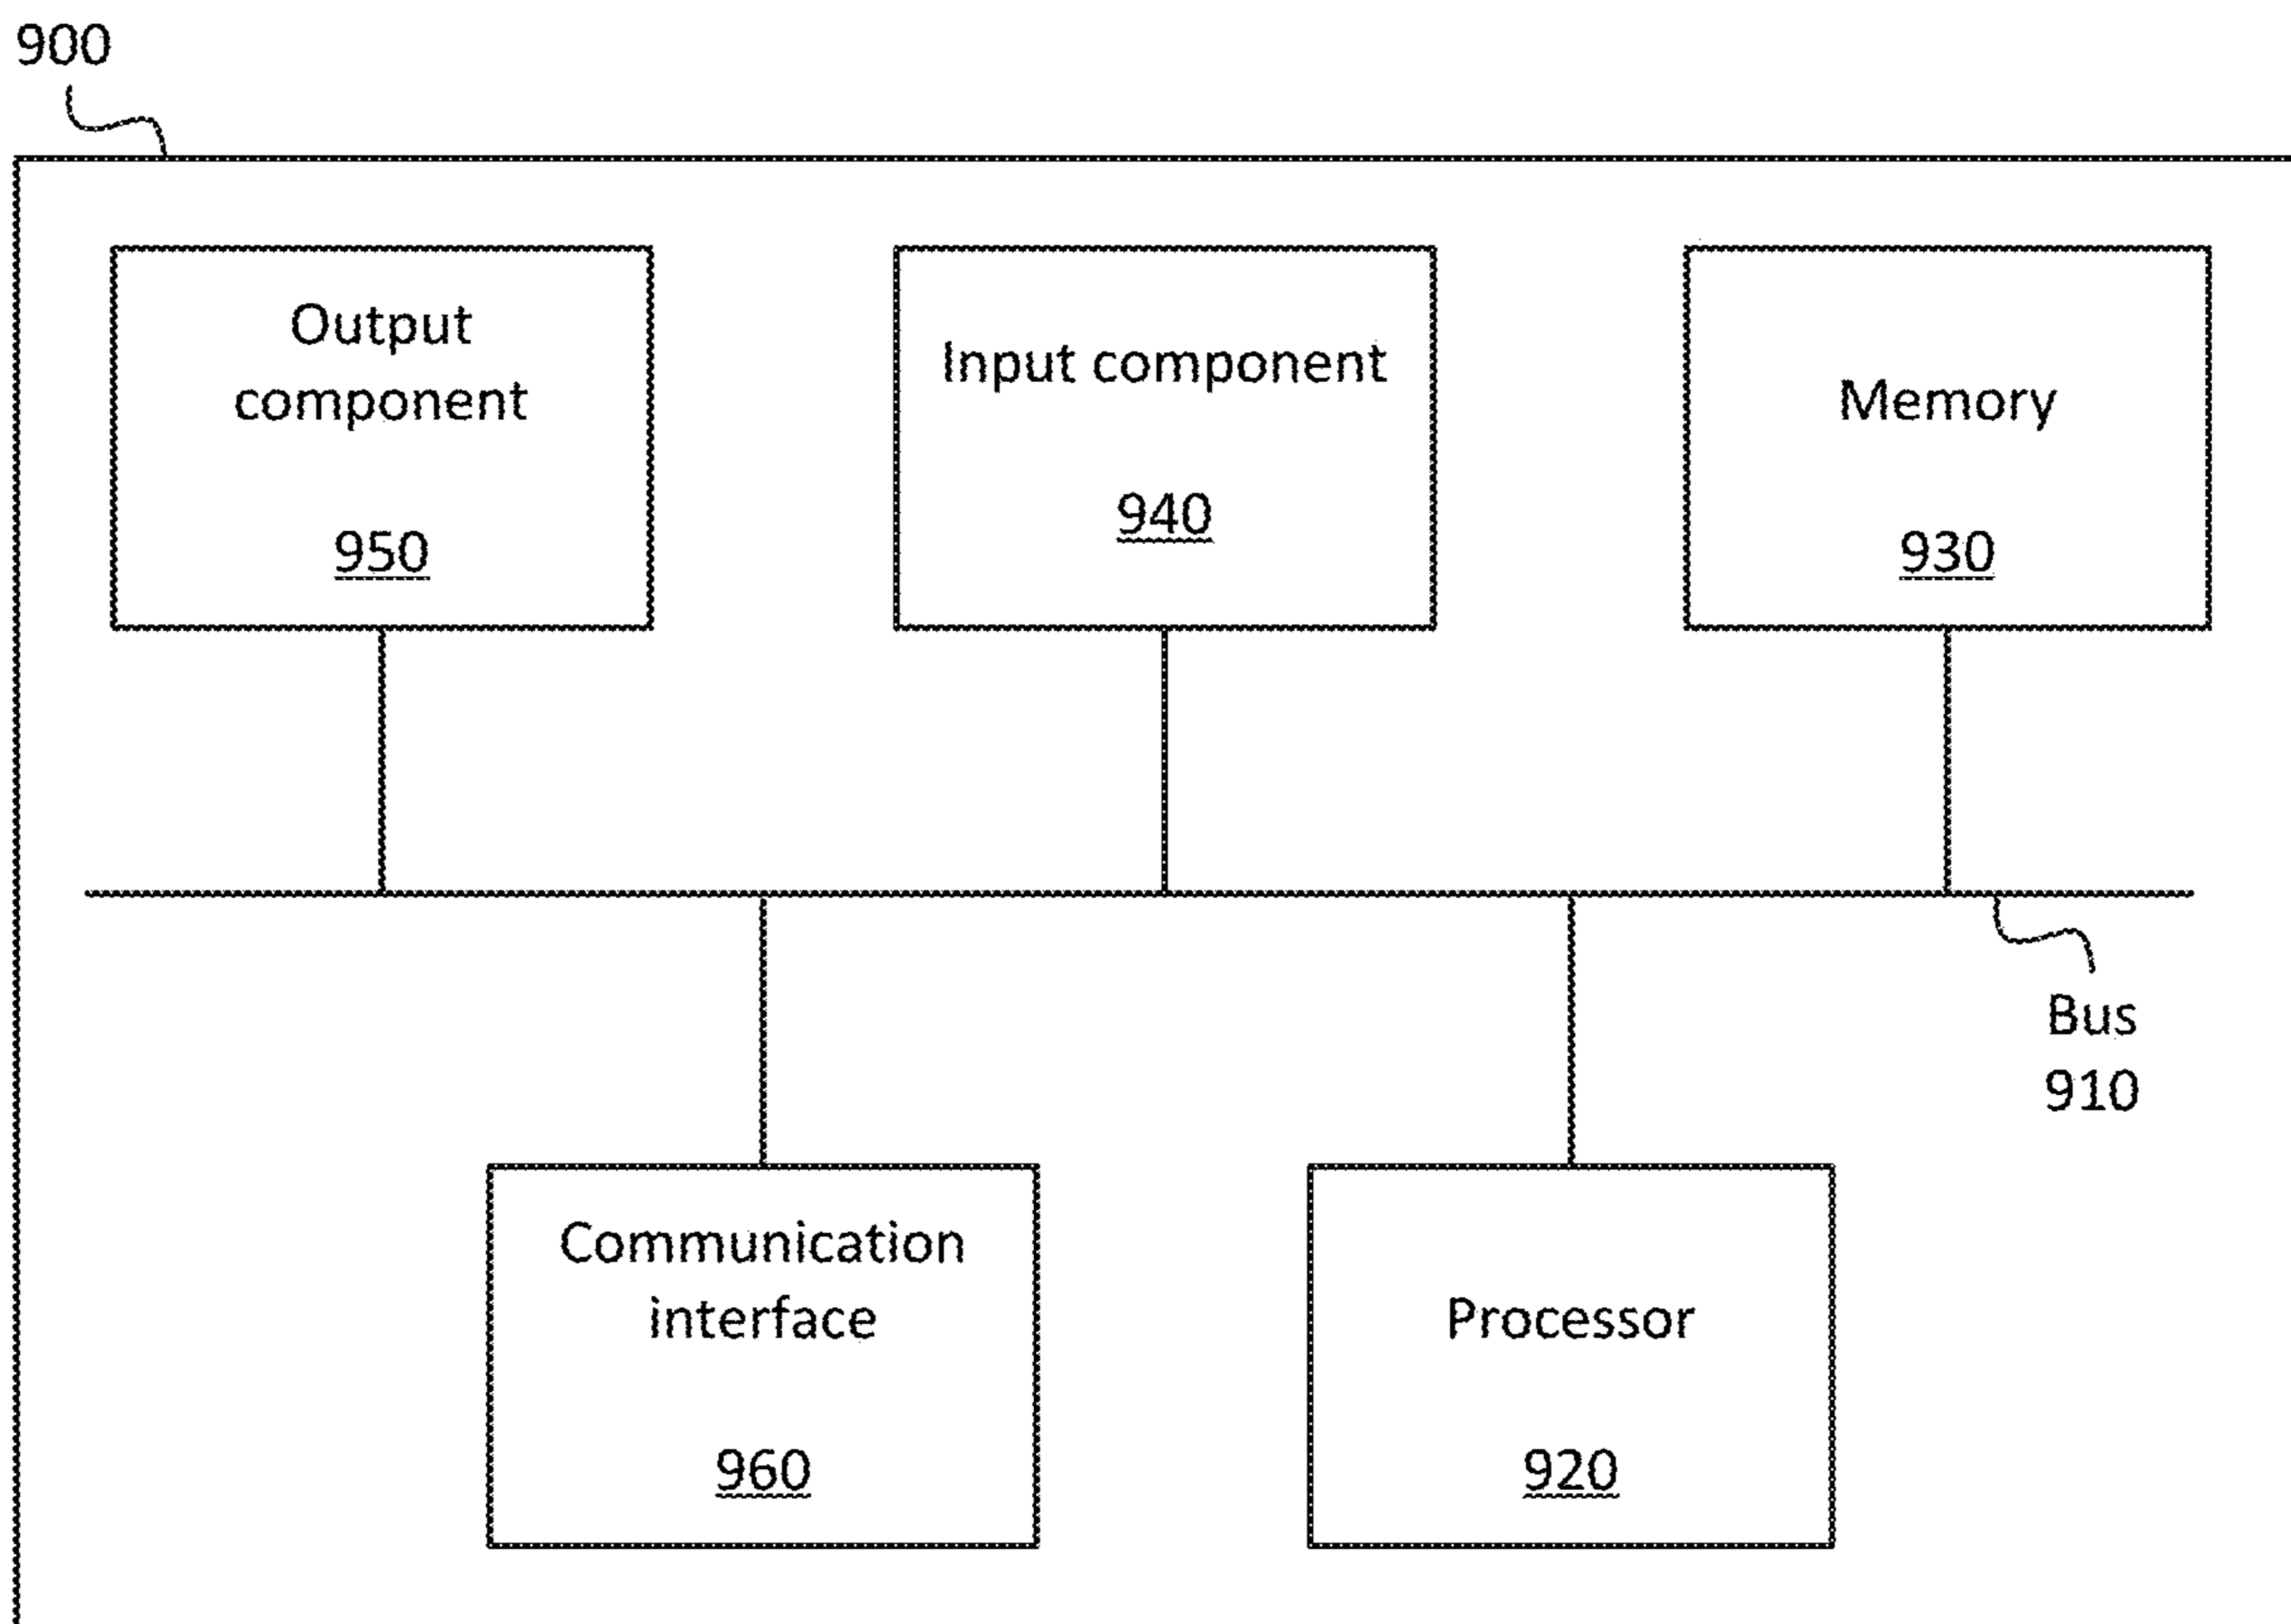 900
Output
component
950
Input component
940
Memory
930
Bus
910
Communication
interface
960
Processor
920